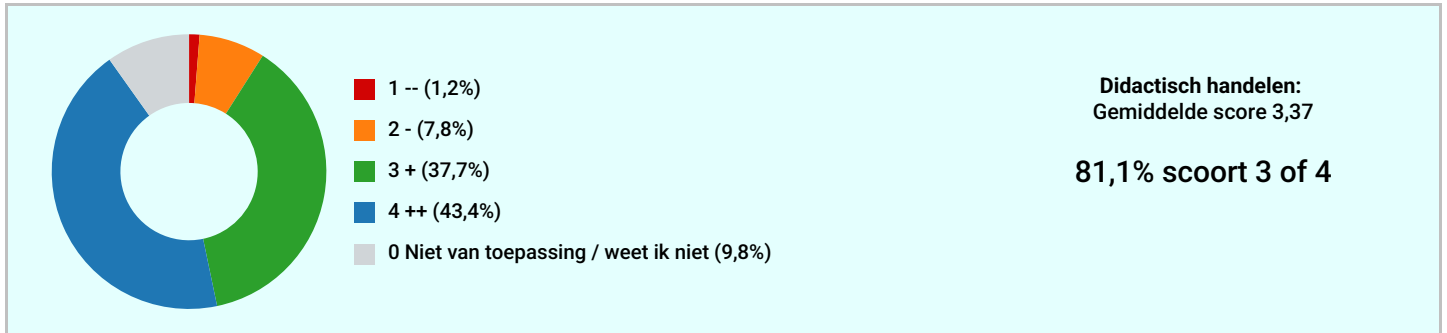 1 -- (1,2%)
2 - (7,8%)
3 + (37,7%)
4 ++ (43,4%)
0 Niet van toepassing / weet ik niet (9,8%)
Didactisch handelen:
Gemiddelde score 3,37
81,1% scoort 3 of 4